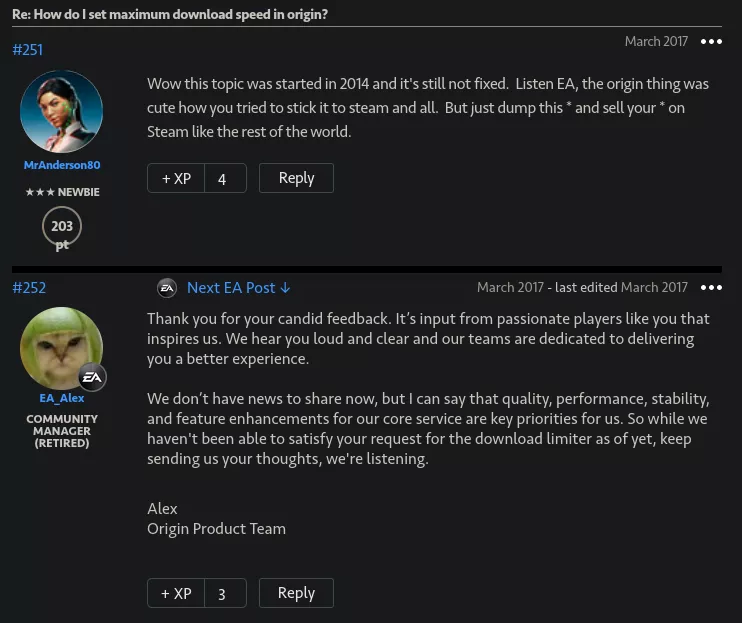 Re: How do I set maximum download speed in origin?
#251
March 2017
Wow this topic was started in 2014 and it's still not fixed.  Listen EA, the origin thing was
cute how you tried to stick it to steam and all.  But just dump this * and sell your * on
Steam like the rest of the world.
MrAnderson80
★★★ NEWBIE
203
pt
+ XP
4
Reply
#252
EA
Next EA Post ↓
March 2017 - last edited March 2017
Thank you for your candid feedback. It’s input from passionate players like you that
inspires us. We hear you loud and clear and our teams are dedicated to delivering
you a better experience.
We don’t have news to share now, but I can say that quality, performance, stability,
and feature enhancements for our core service are key priorities for us. So while we
haven't been able to satisfy your request for the download limiter as of yet, keep
sending us your thoughts, we're listening.
Alex
Origin Product Team
EA
EA_Alex
COMMUNITY
MANAGER
(RETIRED)
+ XP
3
Reply